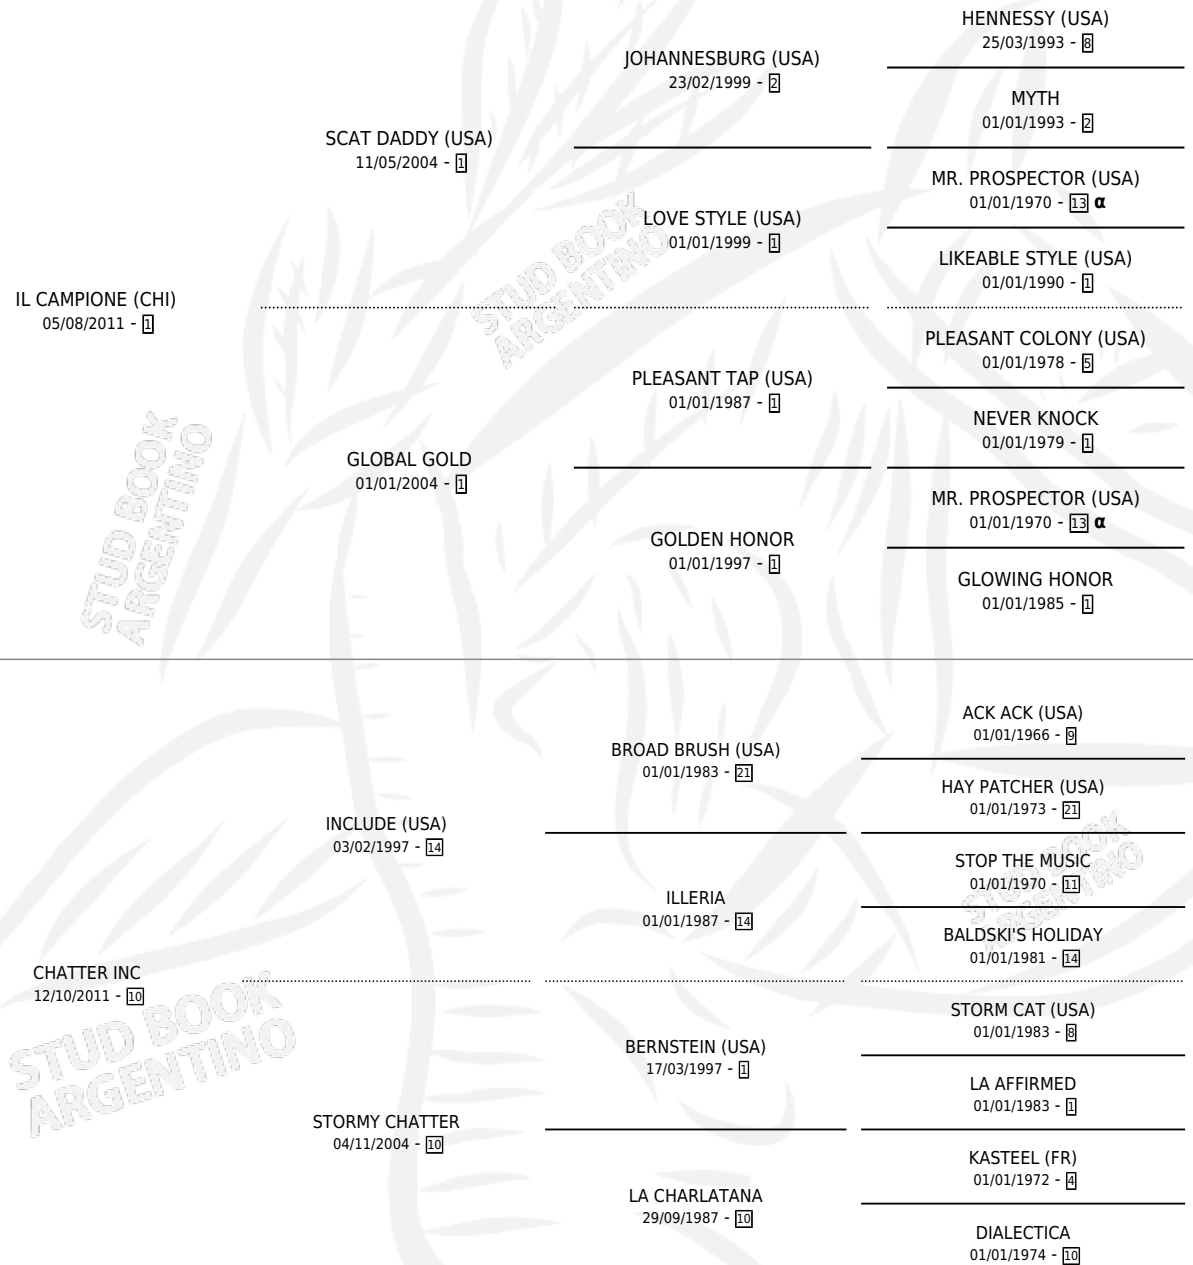 HENNESSY (USA)
25/03/1993 - 8
JOHANNESBURG (USA)
23/02/1999 - 2
MYTH
01/01/1993 - 2
SCAT DADDY (USA)
11/05/2004 - 1
MR. PROSPECTOR (USA)
01/01/1970 - 13 α
LOVE STYLE (USA)
01/01/1999 - 1
LIKEABLE STYLE (USA)
01/01/1990 - 1
IL CAMPIONE (CHI)
05/08/2011 - 1
PLEASANT COLONY (USA)
01/01/1978 - 5
PLEASANT TAP (USA)
01/01/1987 - 1
NEVER KNOCK
01/01/1979 - 1
GLOBAL GOLD
01/01/2004 - 1
MR. PROSPECTOR (USA)
01/01/1970 - 13 α
GOLDEN HONOR
01/01/1997 - 1
GLOWING HONOR
01/01/1985 - 1
ACK ACK (USA)
01/01/1966 - 9
BROAD BRUSH (USA)
01/01/1983 - 21
HAY PATCHER (USA)
01/01/1973 - 21
INCLUDE (USA)
03/02/1997 - 14
STOP THE MUSIC
01/01/1970 - 11
ILLERIA
01/01/1987 - 14
BALDSKI'S HOLIDAY
01/01/1981 - 14
CHATTER INC
12/10/2011 - 10
STORM CAT (USA)
01/01/1983 - 8
BERNSTEIN (USA)
17/03/1997 - 1
LA AFFIRMED
01/01/1983 - 1
STORMY CHATTER
04/11/2004 - 10
KASTEEL (FR)
01/01/1972 - 4
LA CHARLATANA
29/09/1987 - 10
DIALECTICA
01/01/1974 - 10
STUD BOOK
ARGENTINO
STUD BOOK
ARGENTINO
STUD BOOK
ARGENTINO
STUD BOOK
ARGENTINO